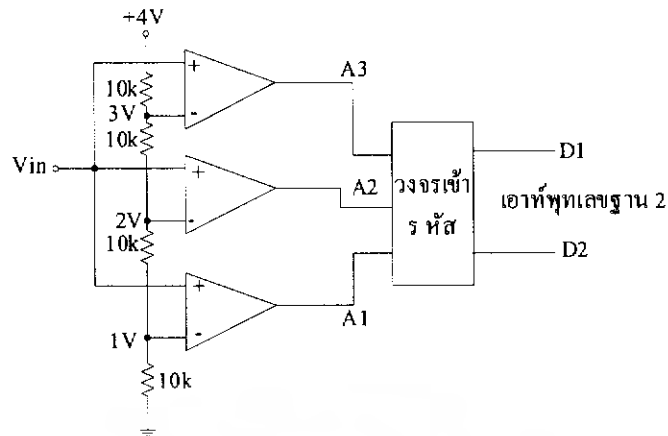 +4V
A3
10k
3V
10k
Vin
A2
วงจรเข้า
รหัส
D1
เอาท์พุทเลขฐาน 2
2V
10k
D2
A1
1V
10k